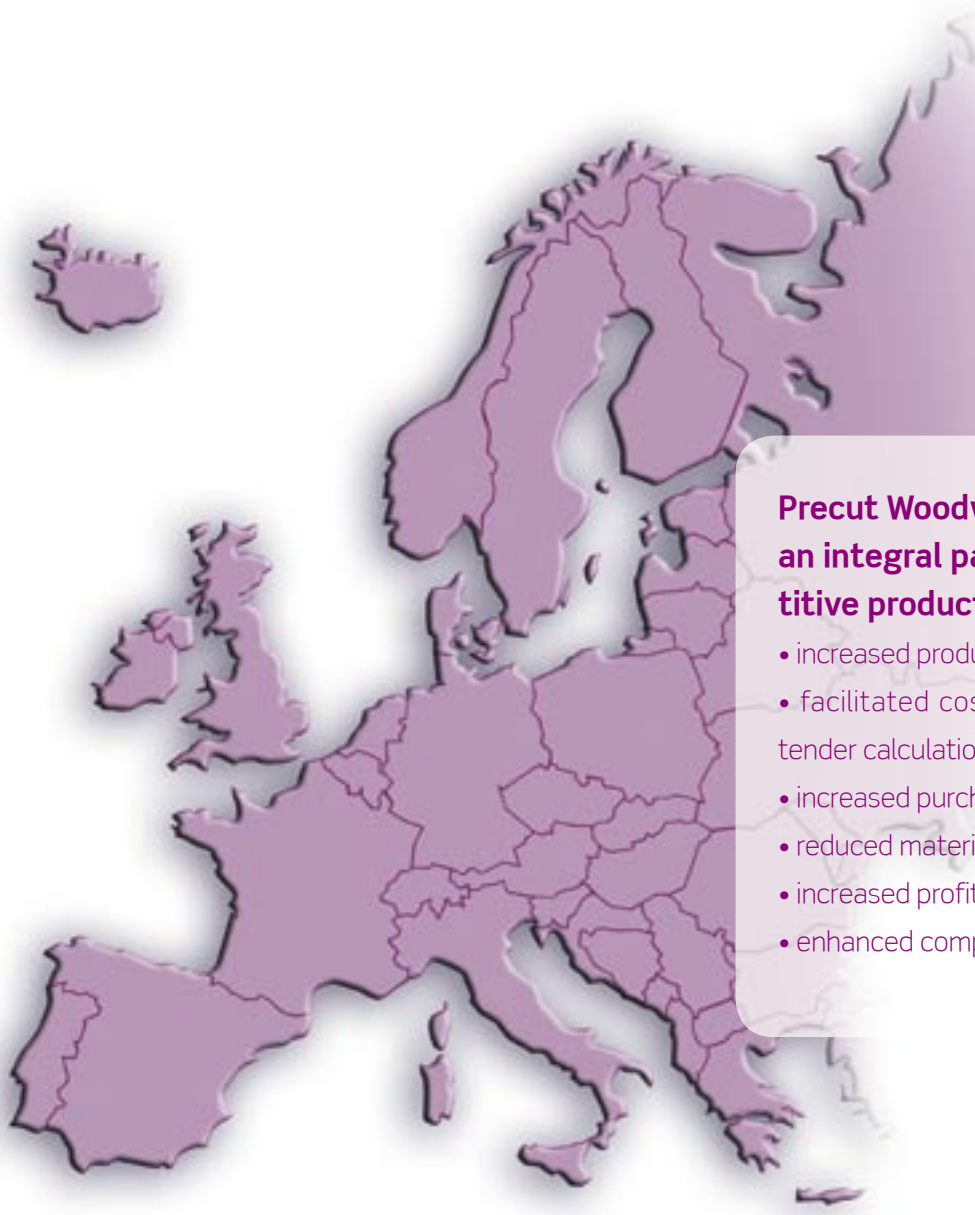 Precut Woodw
an integral pa
titive product
• increased produ
• facilitated cos
tender calculatio
• increased purch
• reduced materi
• increased profit
• enhanced comp